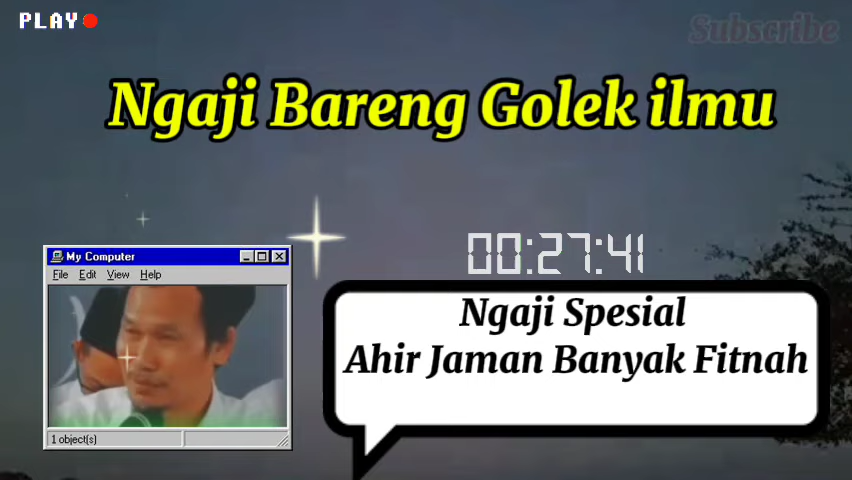 PLAY
Subscribe
Ngaji Bareng Golek ilmu
00:27:41
My Computer
File Edit View Help
Ngaji Spesial
Ahir Jaman Banyak Fitnah
1 object(s)